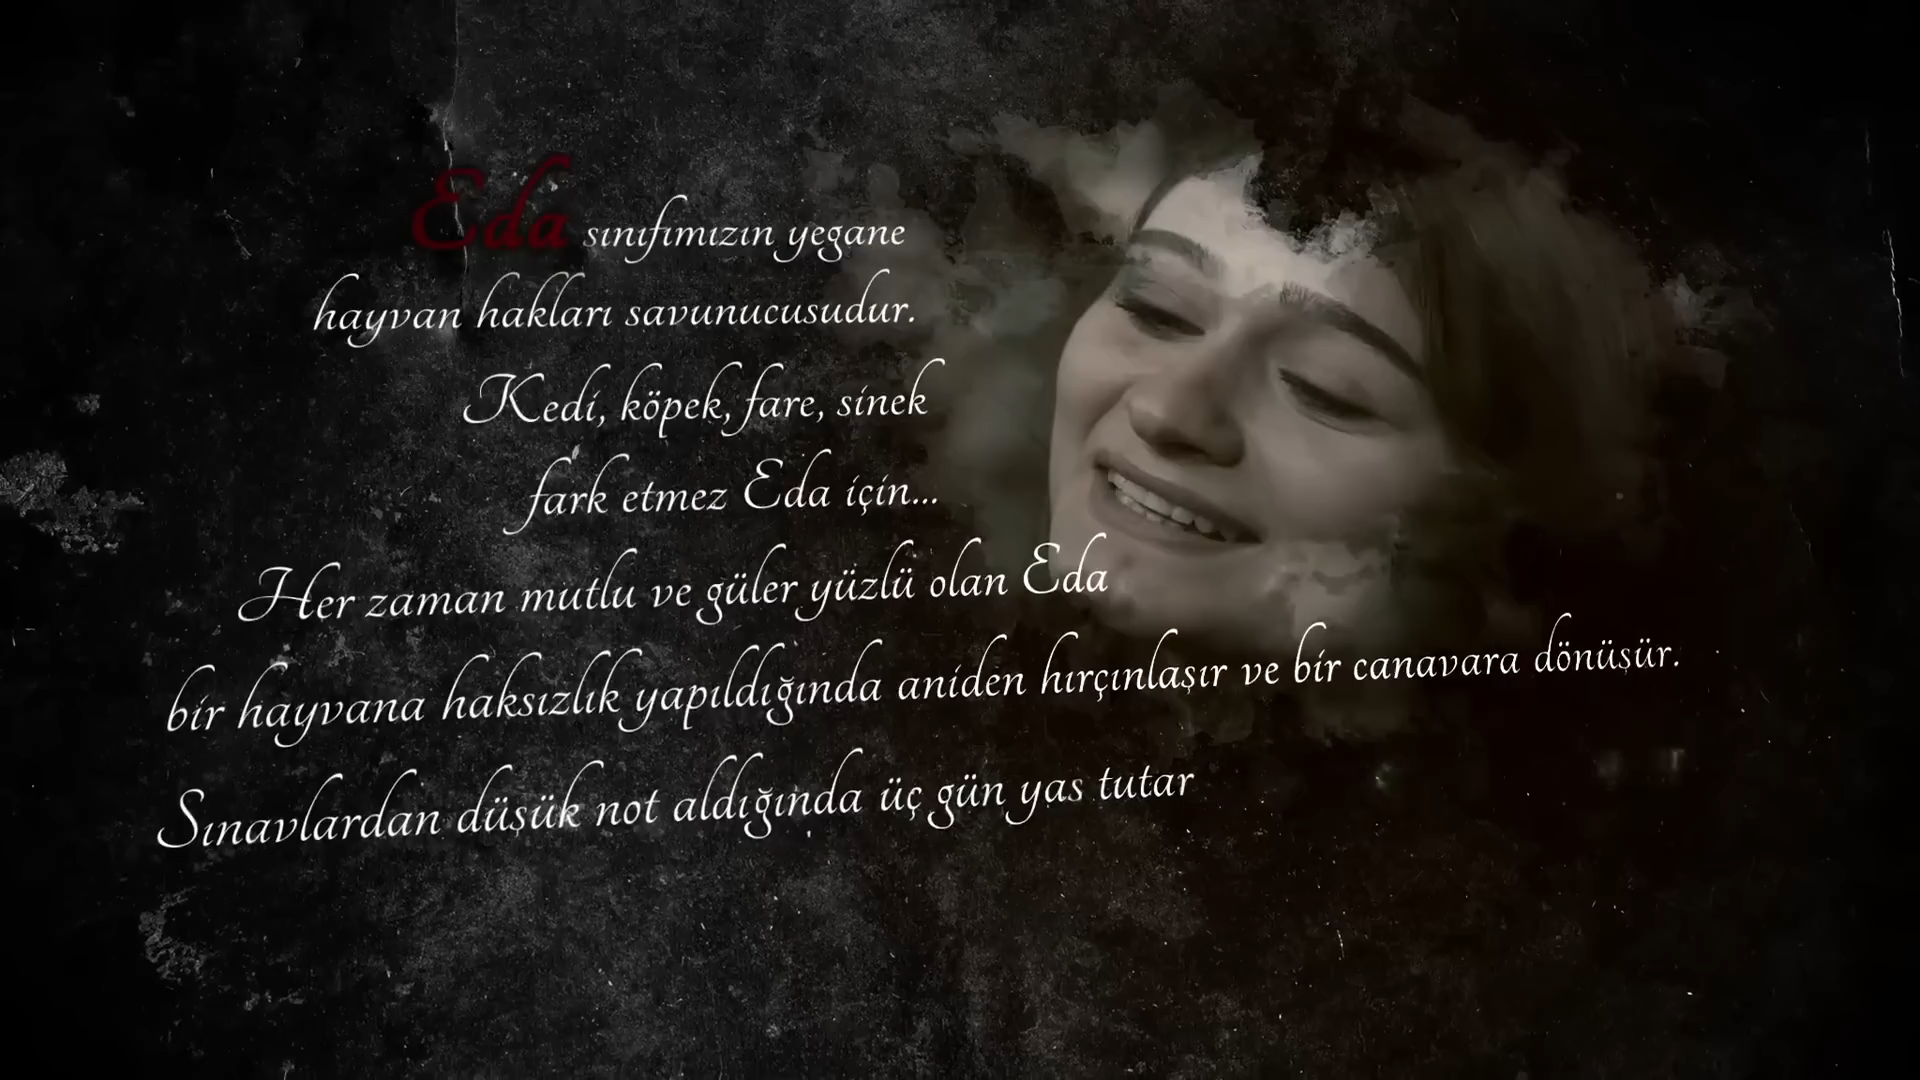 Eda sınıfımızın yegane
hayvan hakları savunucusudur.
Kedi, köpek, fare, sinek
fark etmez Eda için...
Her zaman mutlu ve güler yüzlü olan Eda
bir hayvana haksızlık yapıldığında aniden hırçınlaşır ve bir canavara dönüşür.
Sınavlardan düşük not aldığında üç gün yas tutar